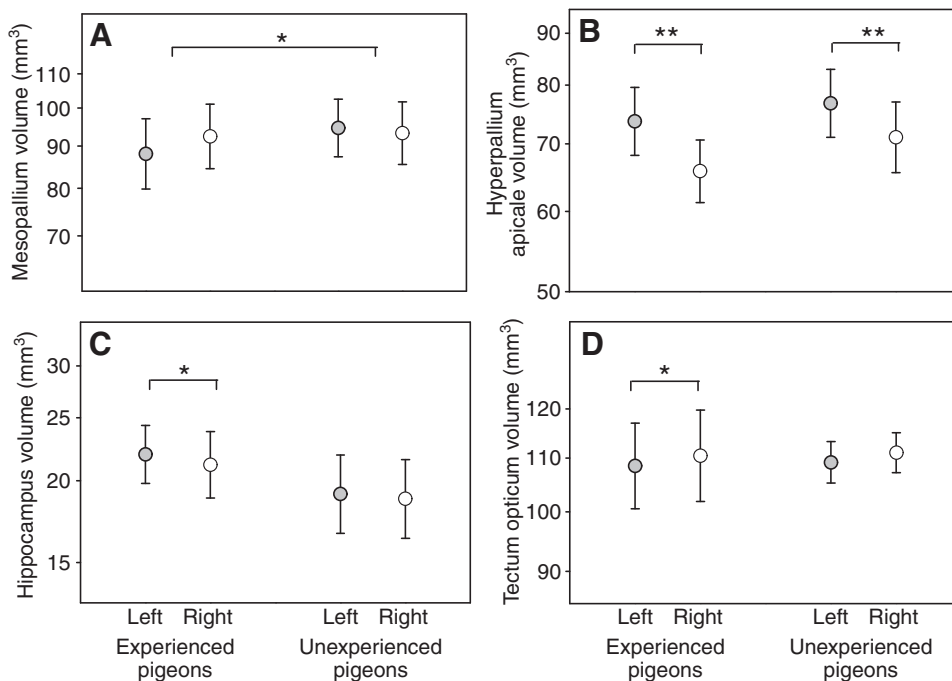 A
*
Mesopallium volume (mm³)
110
100
90
80
70
B
**
**
Hyperpallium
apicale volume (mm³)
90
80
70
60
50
C
*
Hippocampus volume (mm³)
30
25
20
15
Left Right Left Right
Experienced
pigeons
Unexperienced
pigeons
D
*
Tectum opticum volume (mm³)
120
110
100
90
Left Right Left Right
Experienced
pigeons
Unexperienced
pigeons